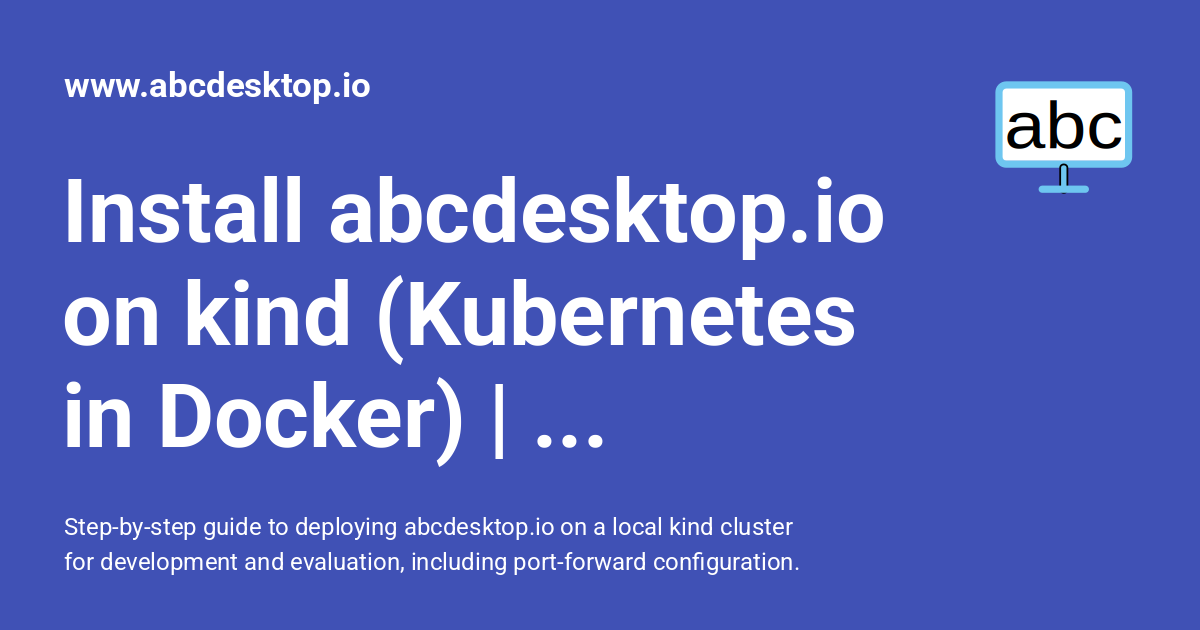 www.abcdesktop.io
abc
Install abcdesktop.io
on kind (Kubernetes
in Docker) | ...
Step-by-step guide to deploying abcdesktop.io on a local kind cluster
for development and evaluation, including port-forward configuration.